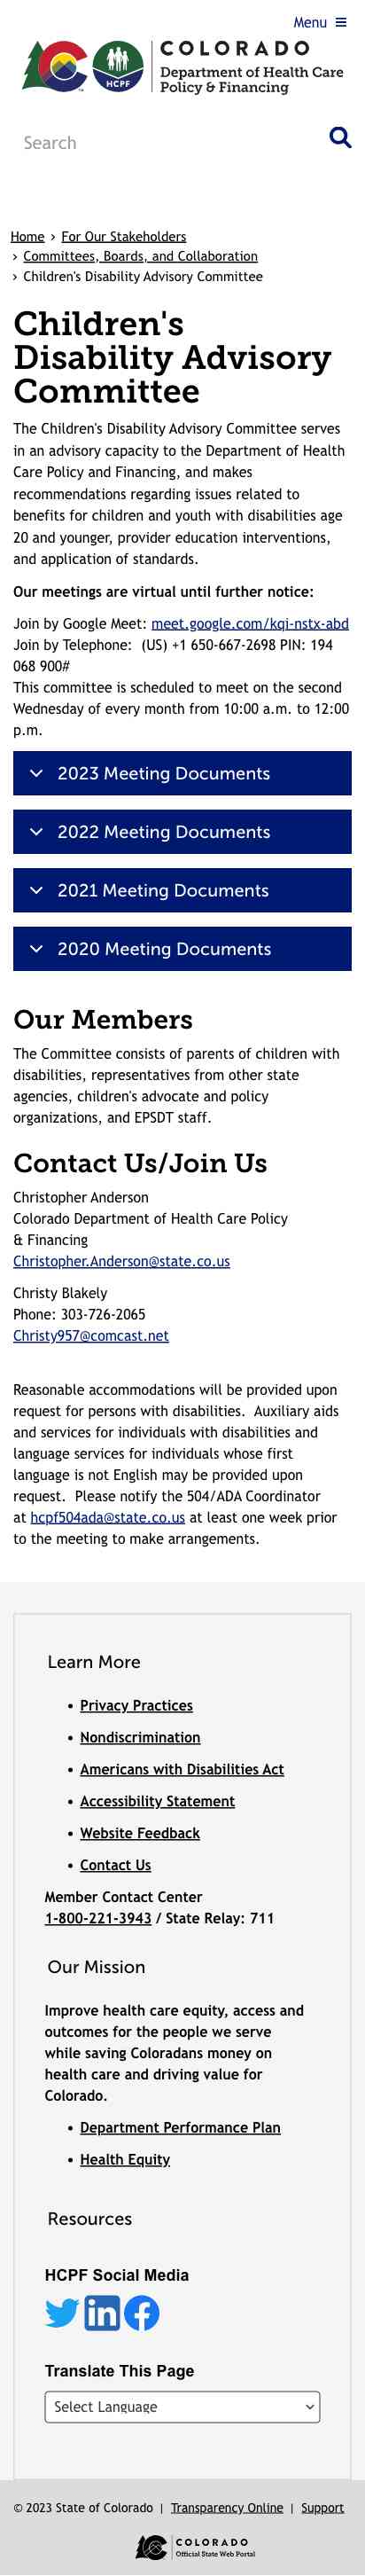 Menu
COLORADO
HCPF
Department of Health Care
Policy & Financing
Search
Home › For Our Stakeholders
› Committees, Boards, and Collaboration
› Children's Disability Advisory Committee
Children's
Disability Advisory
Committee
The Children's Disability Advisory Committee serves
in an advisory capacity to the Department of Health
Care Policy and Financing, and makes
recommendations regarding issues related to
benefits for children and youth with disabilities age
20 and younger, provider education interventions,
and application of standards.
Our meetings are virtual until further notice:
Join by Google Meet: meet.google.com/kqi-nstx-abd
Join by Telephone: (US) +1 650-667-2698 PIN: 194
068 900#
This committee is scheduled to meet on the second
Wednesday of every month from 10:00 a.m. to 12:00
p.m.
2023 Meeting Documents
2022 Meeting Documents
2021 Meeting Documents
2020 Meeting Documents
Our Members
The Committee consists of parents of children with
disabilities, representatives from other state
agencies, children's advocate and policy
organizations, and EPSDT staff.
Contact Us/Join Us
Christopher Anderson
Colorado Department of Health Care Policy
& Financing
Christopher.Anderson@state.co.us
Christy Blakely
Phone: 303-726-2065
Christy957@comcast.net
Reasonable accommodations will be provided upon
request for persons with disabilities. Auxiliary aids
and services for individuals with disabilities and
language services for individuals whose first
language is not English may be provided upon
request. Please notify the 504/ADA Coordinator
at hcpf504ada@state.co.us at least one week prior
to the meeting to make arrangements.
Learn More
• Privacy Practices
• Nondiscrimination
• Americans with Disabilities Act
• Accessibility Statement
• Website Feedback
• Contact Us
Member Contact Center
1-800-221-3943 / State Relay: 711
Our Mission
Improve health care equity, access and
outcomes for the people we serve
while saving Coloradans money on
health care and driving value for
Colorado.
• Department Performance Plan
• Health Equity
Resources
HCPF Social Media
Translate This Page
Select Language
© 2023 State of Colorado | Transparency Online | Support
COLORADO
Official State Web Portal